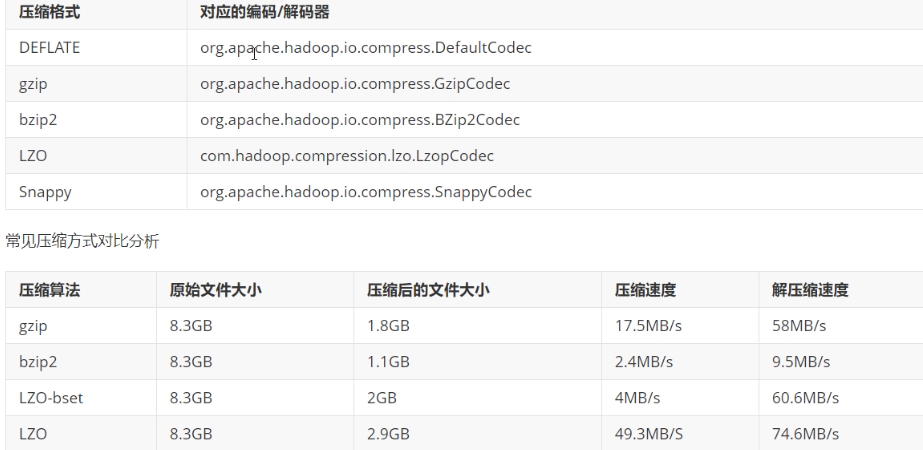 压缩格式 对应的编码/解码器
DEFLATE org.apache.hadoop.io.compress.DefaultCodec
gzip org.apache.hadoop.io.compress.GzipCodec
bzip2 org.apache.hadoop.io.compress.BZip2Codec
LZO com.hadoop.compression.lzo.LzopCodec
Snappy org.apache.hadoop.io.compress.SnappyCodec
常见压缩方式对比分析
压缩算法 原始文件大小 压缩后的文件大小 压缩速度 解压缩速度
gzip 8.3GB 1.8GB 17.5MB/s 58MB/s
bzip2 8.3GB 1.1GB 2.4MB/s 9.5MB/s
LZO-bset 8.3GB 2GB 4MB/s 60.6MB/s
LZO 8.3GB 2.9GB 49.3MB/S 74.6MB/s